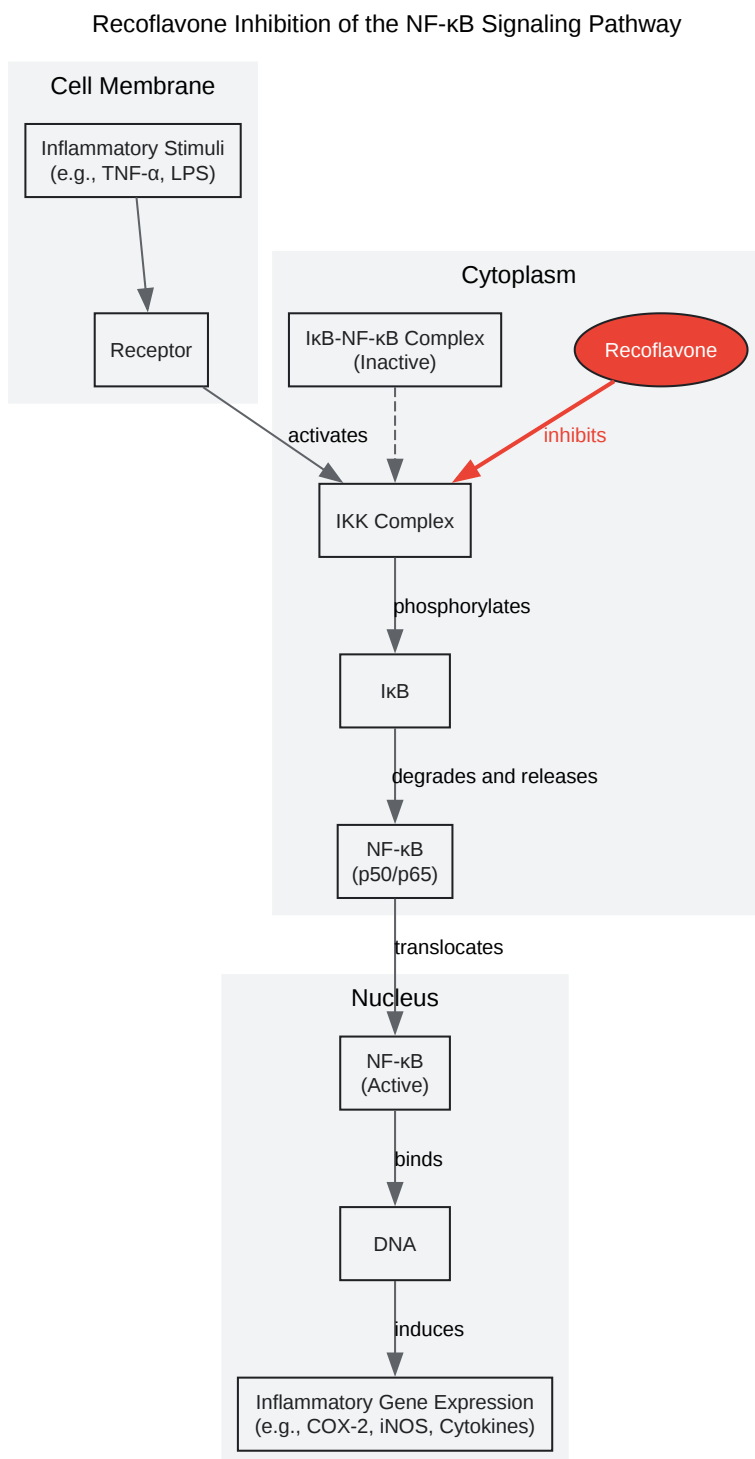 Recoflavone Inhibition of the NF-κB Signaling Pathway
Cell Membrane
Inflammatory Stimuli
(e.g., TNF-α, LPS)
Receptor
Cytoplasm
IκB-NF-κB Complex
(Inactive)
Recoflavone
activates
inhibits
IKK Complex
phosphorylates
IκB
degrades and releases
NF-κB
(p50/p65)
translocates
Nucleus
NF-κB
(Active)
binds
DNA
induces
Inflammatory Gene Expression
(e.g., COX-2, iNOS, Cytokines)